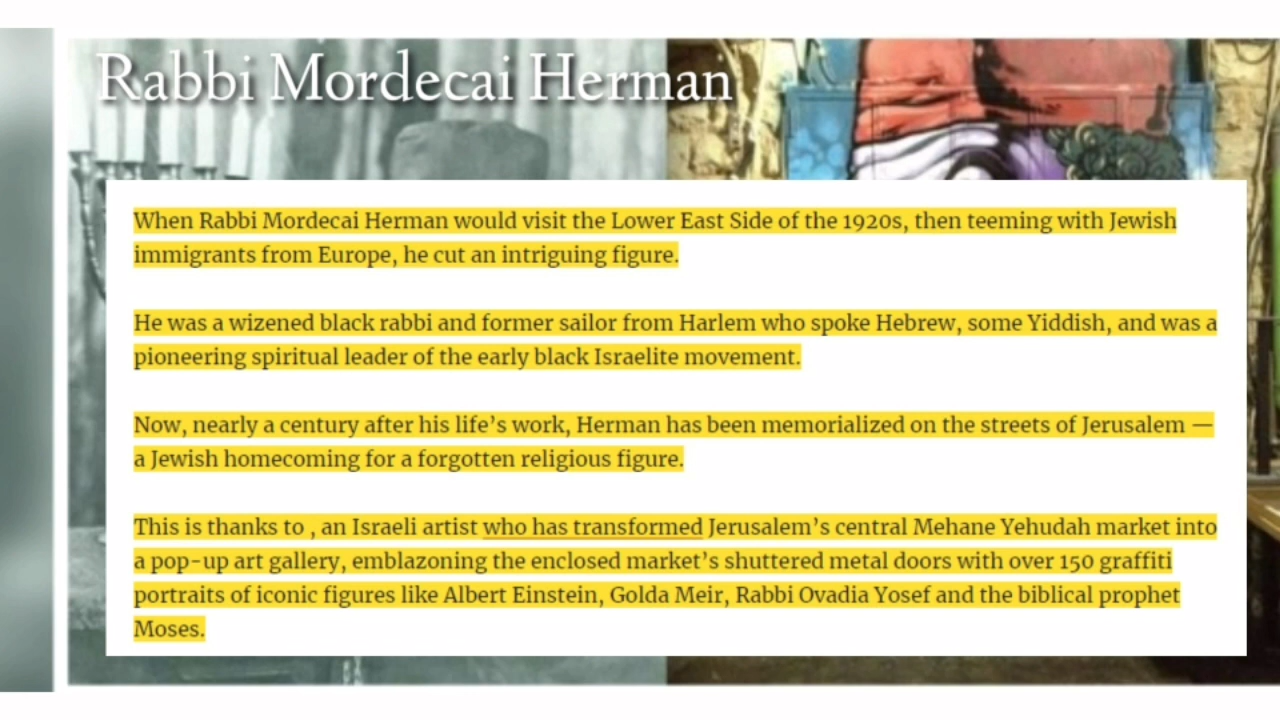 Rabbi Mordecai Herman
When Rabbi Mordecai Herman would visit the Lower East Side of the 1920s, then teeming with Jewish
immigrants from Europe, he cut an intriguing figure.
He was a wizened black rabbi and former sailor from Harlem who spoke Hebrew, some Yiddish, and was a
pioneering spiritual leader of the early black Israelite movement.
Now, nearly a century after his life’s work, Herman has been memorialized on the streets of Jerusalem —
a Jewish homecoming for a forgotten religious figure.
This is thanks to , an Israeli artist who has transformed Jerusalem’s central Mehane Yehudah market into
a pop-up art gallery, emblazoning the enclosed market’s shuttered metal doors with over 150 graffiti
portraits of iconic figures like Albert Einstein, Golda Meir, Rabbi Ovadia Yosef and the biblical prophet
Moses.